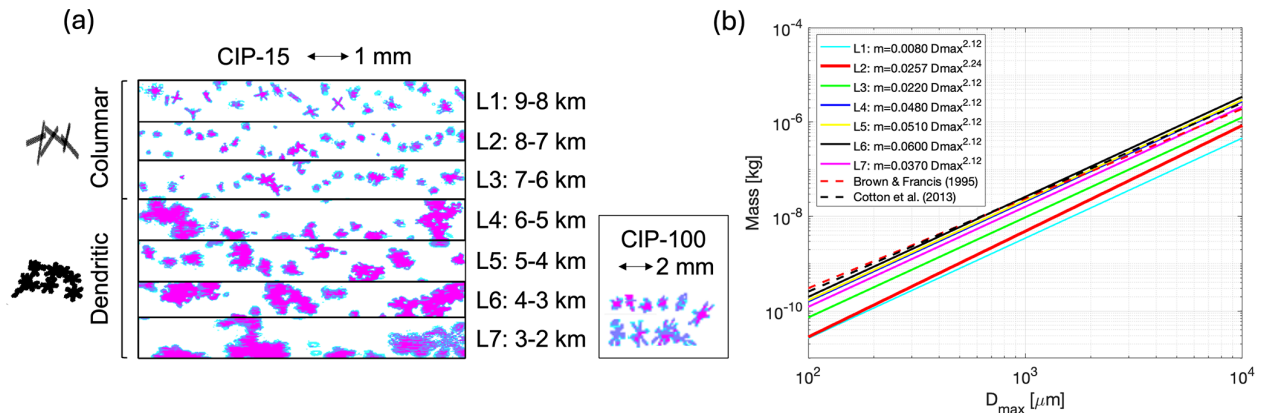 (a)
CIP-15 ↔ 1 mm
Columnar
Dendritic
L1: 9-8 km
L2: 8-7 km
L3: 7-6 km
L4: 6-5 km
L5: 5-4 km
L6: 4-3 km
L7: 3-2 km
CIP-100
↔ 2 mm
(b)
L1: m=0.0080 Dmax^2.12
L2: m=0.0257 Dmax^2.24
L3: m=0.0220 Dmax^2.12
L4: m=0.0480 Dmax^2.12
L5: m=0.0510 Dmax^2.12
L6: m=0.0600 Dmax^2.12
L7: m=0.0370 Dmax^2.12
Brown & Francis (1995)
Cotton et al. (2013)
Mass [kg]
10^-4
10^-6
10^-8
10^-10
10^2
10^3
10^4
D_max [μm]